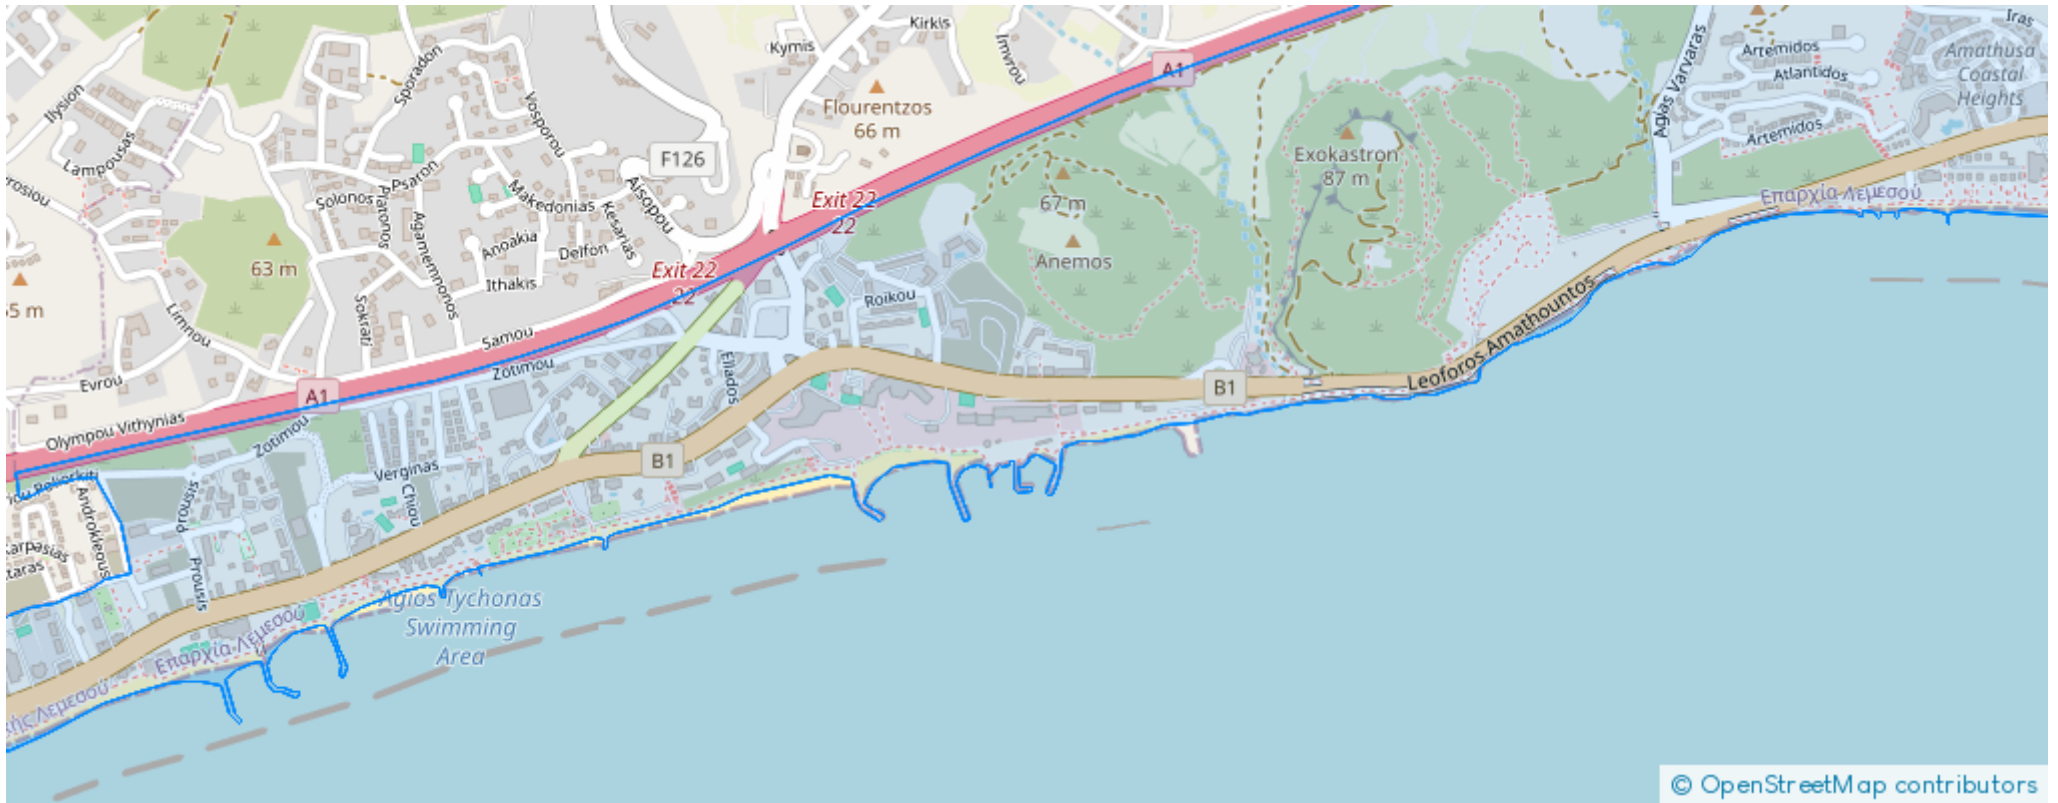 Kirkis
Iras
Kymis
Imvrou
A1
Artemidos
Amathusa
Coastal
Heights
Atlantidos
Sporadon
Ilysion
Agias Varvaras
Flourentzos
66 m
Vosporou
Artemidos
Lampousas
F126
Exokastron
87 m
Psaron
Aisopou
Makedonias
Solonos
Platonos
Kesarias
Exit 22
22
67 m
Επαρχία Λεμεσού
Agamemnonos
Anoakia
Delfon
Anemos
63 m
Exit 22
22
Ithakis
Roikou
Sokrati
Limnou
Samou
Leoforos Amathountos
Zotimou
Ellados
Evrou
A1
B1
Olympou Vithynias
Zotimou
B1
Verginas
Chiou
Prousis
Androkleous
Karpasias
Prousis
Agios Tychonas
Swimming
Area
Επαρχία Λεμεσού
© OpenStreetMap contributors